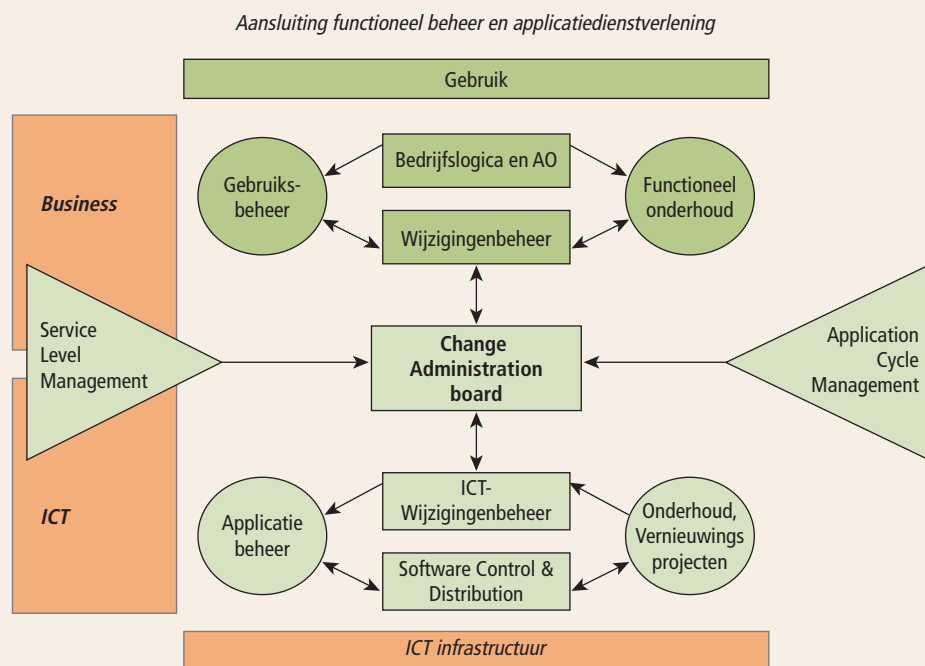 Aansluiting functioneel beheer en applicatiedienstverlening
Gebruik
Business
Gebruiks-
beheer
Bedrijfslogica en AO
Wijzigingenbeheer
Functioneel
onderhoud
Service
Level
Management
Change
Administration
board
Application
Cycle
Management
ICT
Applicatie
beheer
ICT-
Wijzigingenbeheer
Software Control &
Distribution
Onderhoud,
Vernieuwings
projecten
ICT infrastructuur